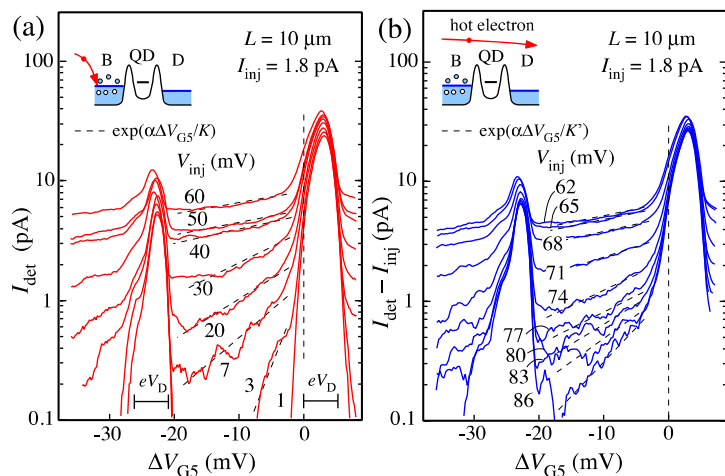 (a)
B QD D
L = 10 μm
I_inj = 1.8 pA
exp(αΔV_G5/K)
V_inj (mV)
60
50
40
30
20
7
3
1
eV_D
eV_D
100
10
1
0.1
I_det (pA)
-30 -20 -10 0
ΔV_G5 (mV)
(b)
hot electron
B QD D
L = 10 μm
I_inj = 1.8 pA
exp(αΔV_G5/K')
V_inj (mV)
62
65
68
71
74
77
80
83
86
100
10
1
0.1
I_det − I_inj (pA)
-30 -20 -10 0
ΔV_G5 (mV)